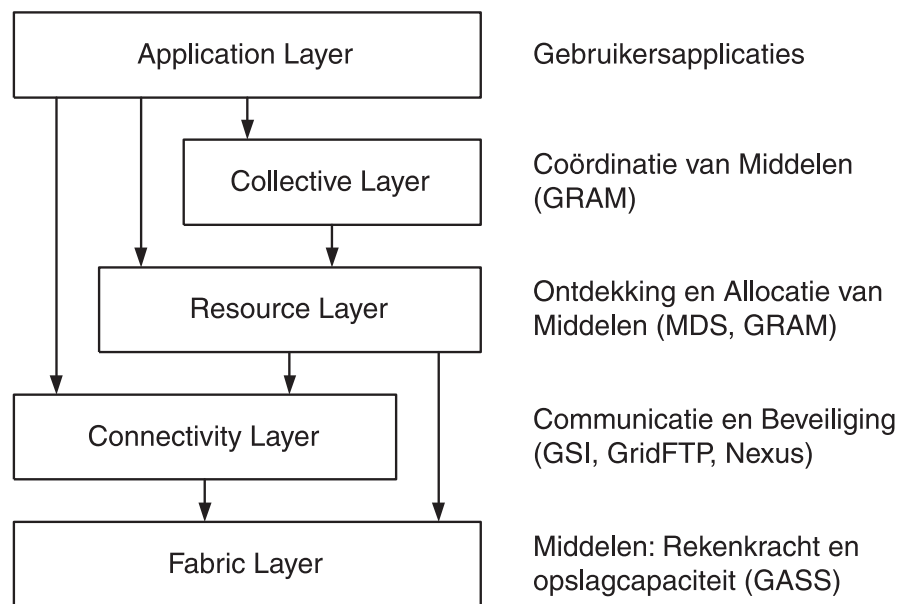 Application Layer
Gebruikersapplicaties
Collective Layer
Coördinatie van Middelen
(GRAM)
Resource Layer
Ontdekking en Allocatie van
Middelen (MDS, GRAM)
Connectivity Layer
Communicatie en Beveiliging
(GSI, GridFTP, Nexus)
Fabric Layer
Middelen: Rekenkracht en
opslagcapaciteit (GASS)